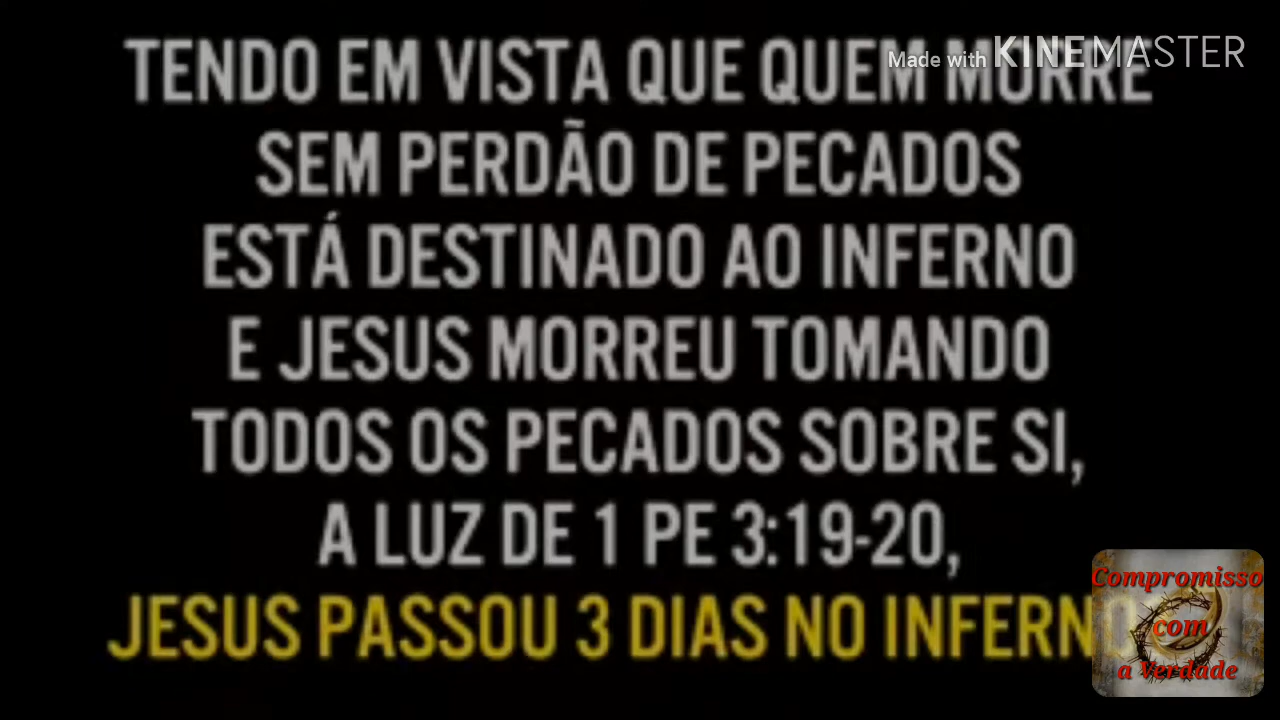 TENDO EM VISTA QUE QUEM MORRE
Made with KINEMASTER
SEM PERDÃO DE PECADOS
ESTÁ DESTINADO AO INFERNO
E JESUS MORREU TOMANDO
TODOS OS PECADOS SOBRE SI,
A LUZ DE 1 PE 3:19-20,
JESUS PASSOU 3 DIAS NO INFERNO
Compromisso
com
a Verdade